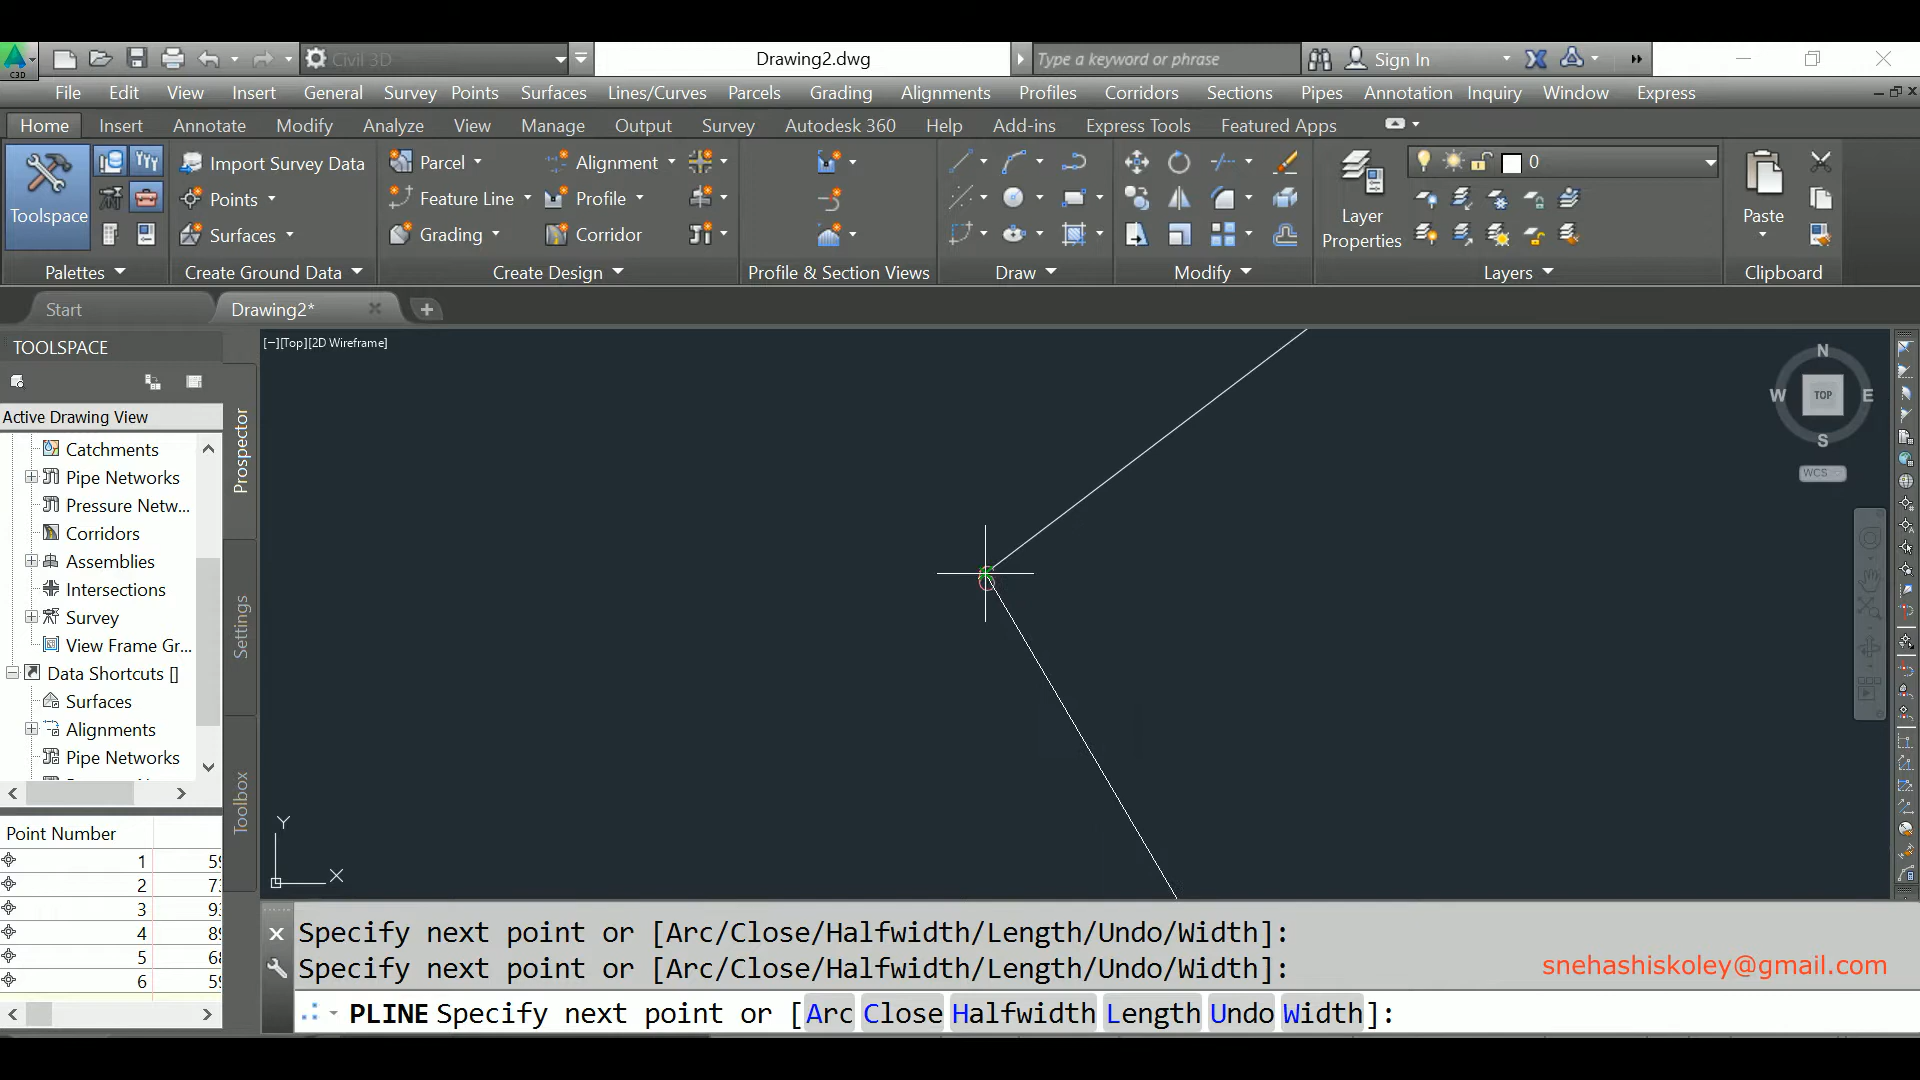 C3D
Civil 3D
Drawing2.dwg
Type a keyword or phrase
Sign In
File Edit View Insert General Survey Points Surfaces Lines/Curves Parcels Grading Alignments Profiles Corridors Sections Pipes Annotation Inquiry Window Express
Home Insert Annotate Modify Analyze View Manage Output Survey Autodesk 360 Help Add-ins Express Tools Featured Apps
Toolspace
Import Survey Data
Points
Surfaces
Parcel
Feature Line
Grading
Alignment
Profile
Corridor
Layer Properties
0
Paste
Palettes Create Ground Data Create Design Profile & Section Views Draw Modify Layers Clipboard
Start Drawing2*
TOOLSPACE
[−][Top][2D Wireframe]
Active Drawing View
Catchments
Pipe Networks
Pressure Netw...
Corridors
Assemblies
Intersections
Survey
View Frame Gr...
Data Shortcuts []
Surfaces
Alignments
Pipe Networks
Prospector
Settings
Toolbox
N
W TOP E
S
WCS
Y
X
Point Number
1
2
3
4
5
6
Specify next point or [Arc/Close/Halfwidth/Length/Undo/Width]:
Specify next point or [Arc/Close/Halfwidth/Length/Undo/Width]:
snehashiskoley@gmail.com
PLINE Specify next point or [Arc Close Halfwidth Length Undo Width]: